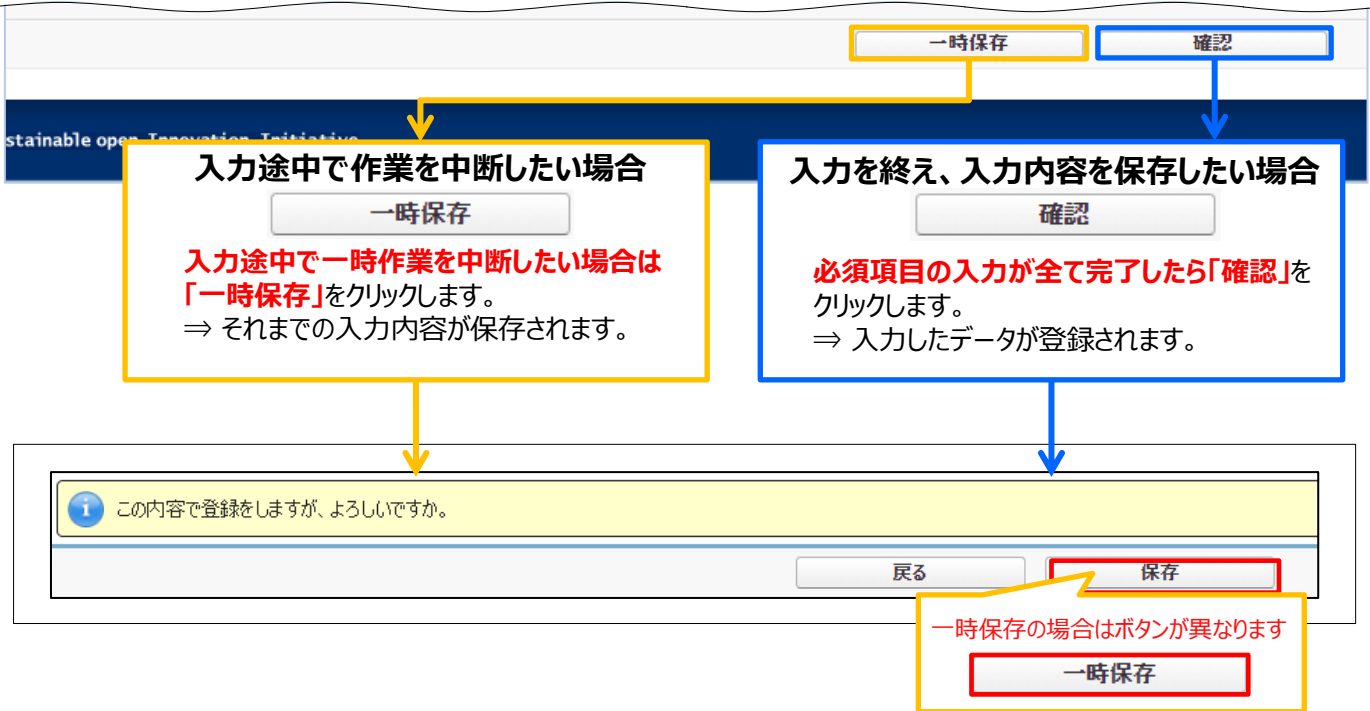 一時保存
確認
stainable open Innovation Initiative
入力途中で作業を中断したい場合
一時保存
入力途中で一時作業を中断したい場合は
「一時保存」をクリックします。
⇒ それまでの入力内容が保存されます。
入力を終え、入力内容を保存したい場合
確認
必須項目の入力が全て完了したら「確認」を
クリックします。
⇒ 入力したデータが登録されます。
この内容で登録をしますが、よろしいですか。
戻る
保存
一時保存の場合はボタンが異なります
一時保存